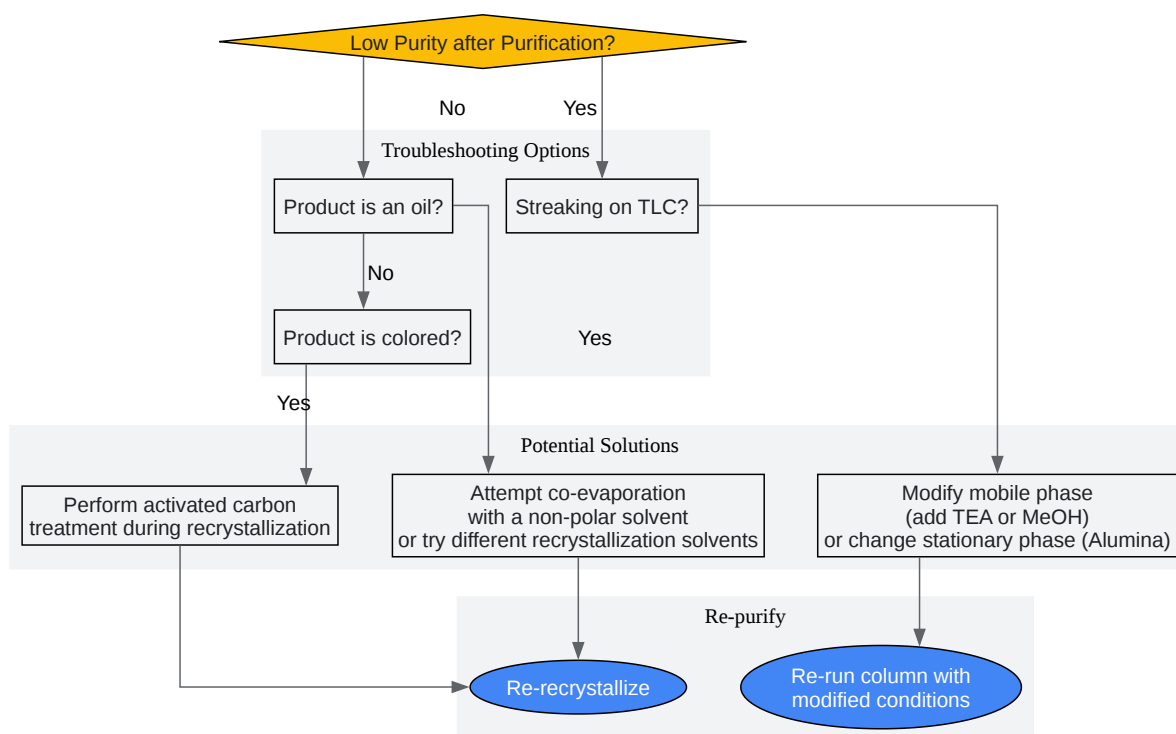 Low Purity after Purification?
No
Yes
Troubleshooting Options
Product is an oil?
Streaking on TLC?
No
Product is colored?
Yes
Yes
Potential Solutions
Perform activated carbon
treatment during recrystallization
Attempt co-evaporation
with a non-polar solvent
or try different recrystallization solvents
Modify mobile phase
(add TEA or MeOH)
or change stationary phase (Alumina)
Re-purify
Re-recrystallize
Re-run column with
modified conditions